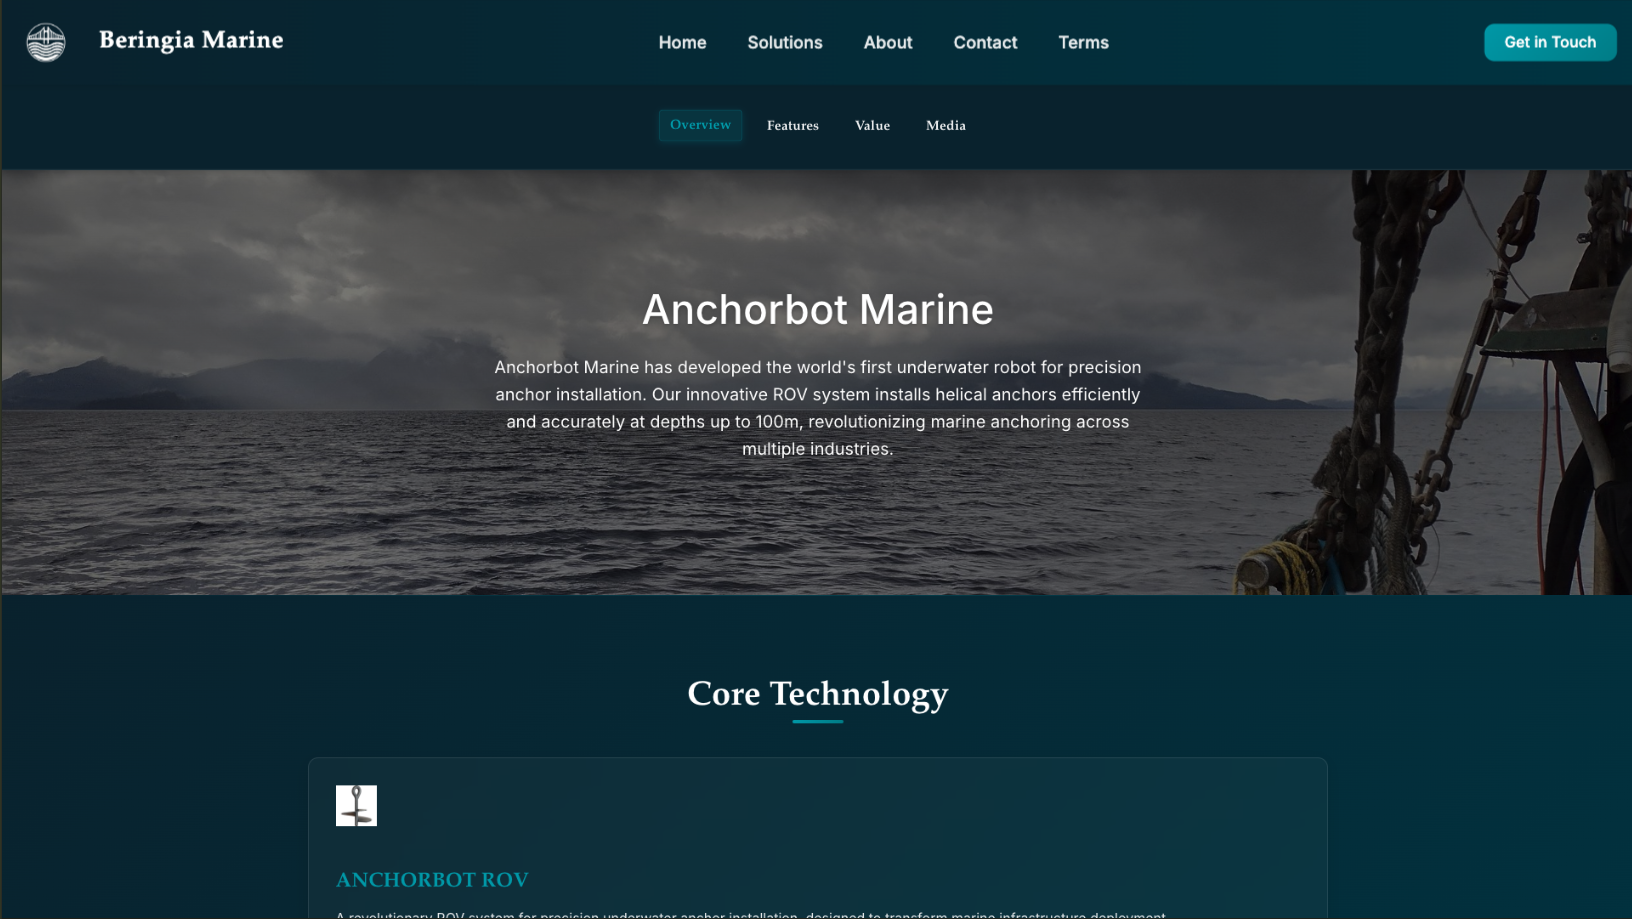 Beringia Marine
Home Solutions About Contact Terms
Get in Touch
Overview Features Value Media
Anchorbot Marine
Anchorbot Marine has developed the world's first underwater robot for precision
anchor installation. Our innovative ROV system installs helical anchors efficiently
and accurately at depths up to 100m, revolutionizing marine anchoring across
multiple industries.
Core Technology
ANCHORBOT ROV
A revolutionary ROV system for precision underwater anchor installation, designed to transform marine infrastructure deployment